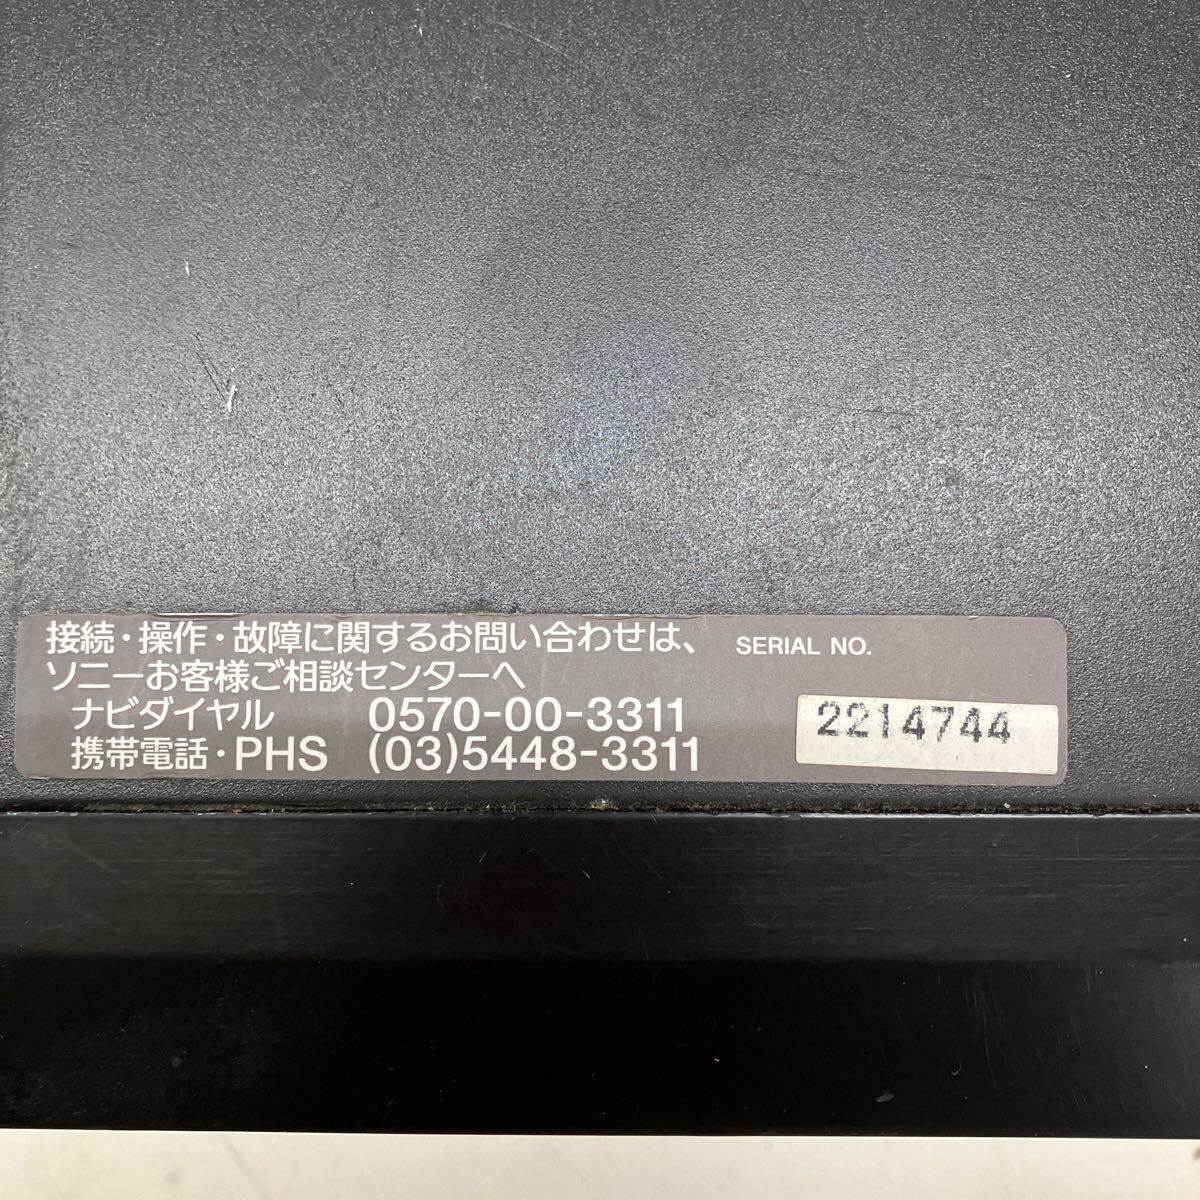 接続・操作・故障に関するお問い合わせは、
ソニーお客様ご相談センターへ
ナビダイヤル 0570-00-3311
携帯電話・PHS (03)5448-3311
SERIAL NO.
2214744